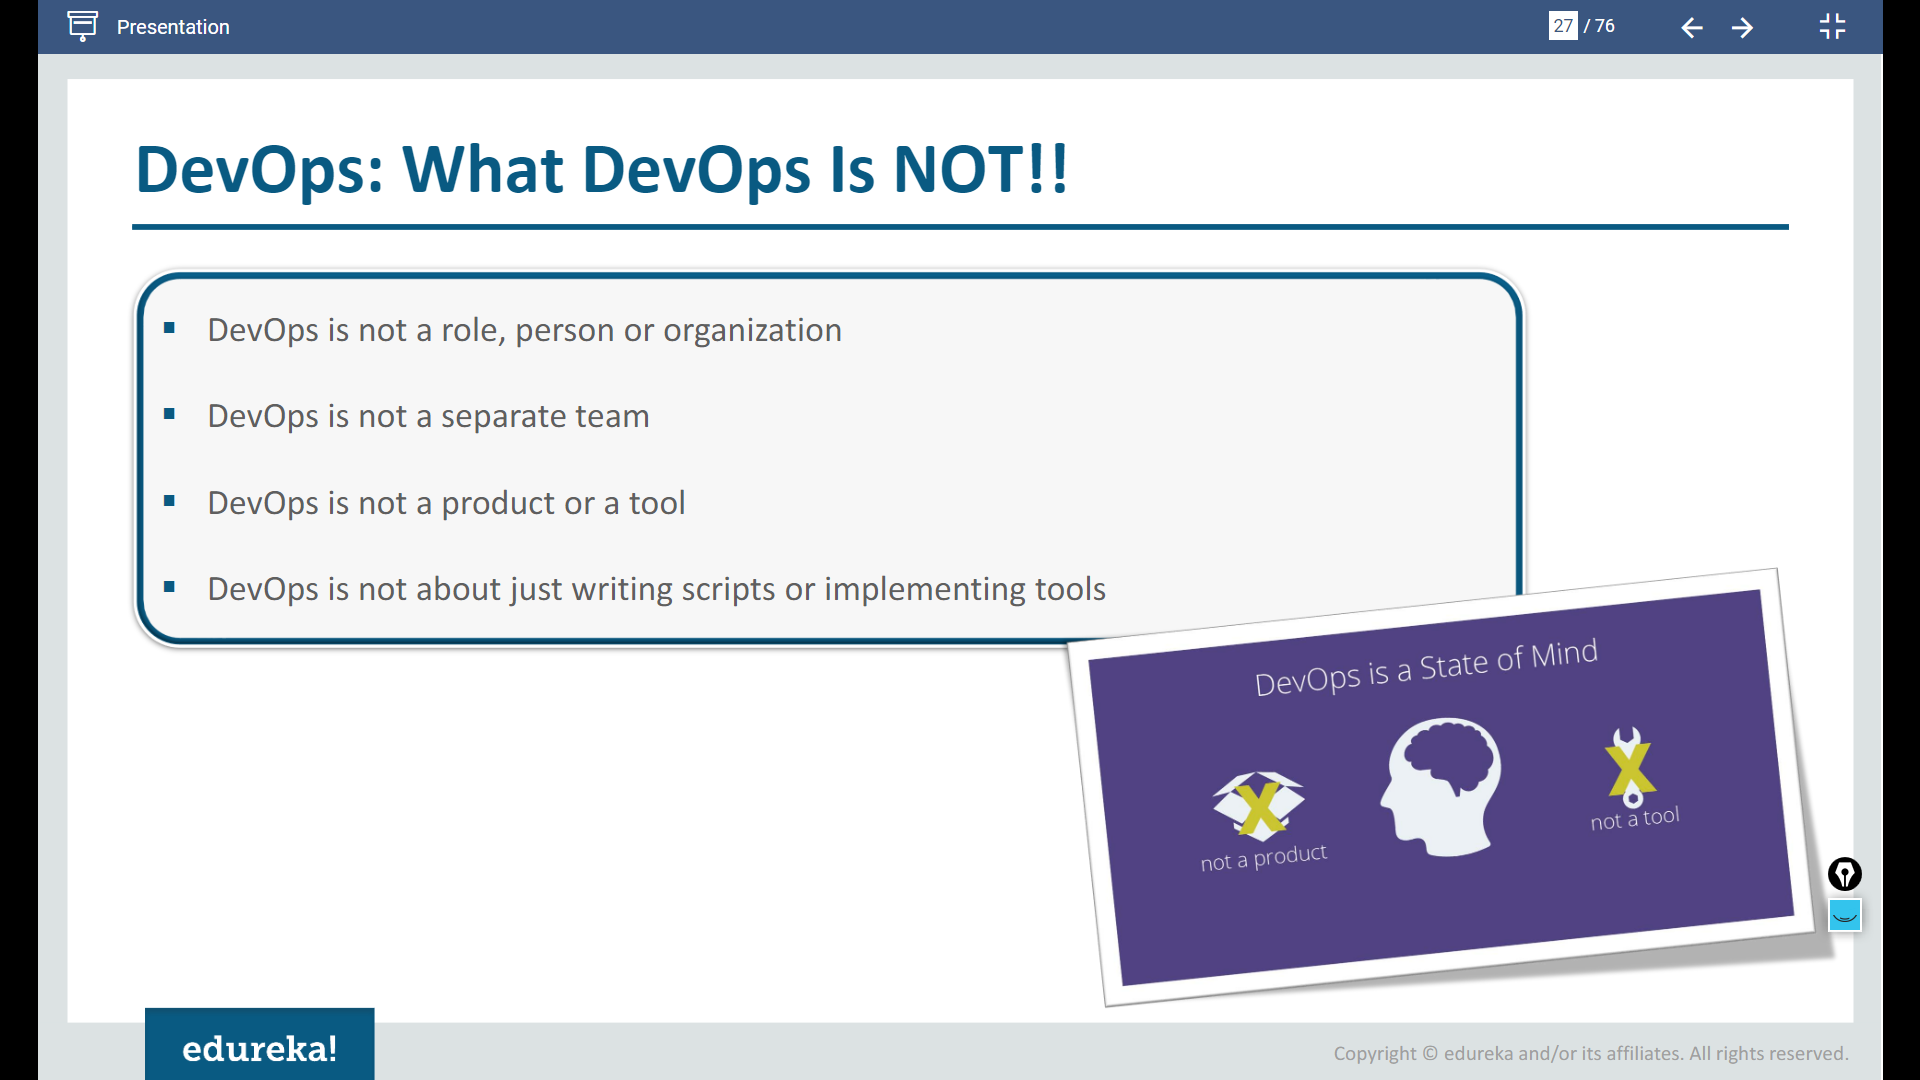 Presentation
27 / 76
DevOps: What DevOps Is NOT!!
▪ DevOps is not a role, person or organization
▪ DevOps is not a separate team
▪ DevOps is not a product or a tool
▪ DevOps is not about just writing scripts or implementing tools
DevOps is a State of Mind
X
X
not a product
not a tool
edureka!
Copyright © edureka and/or its affiliates. All rights reserved.